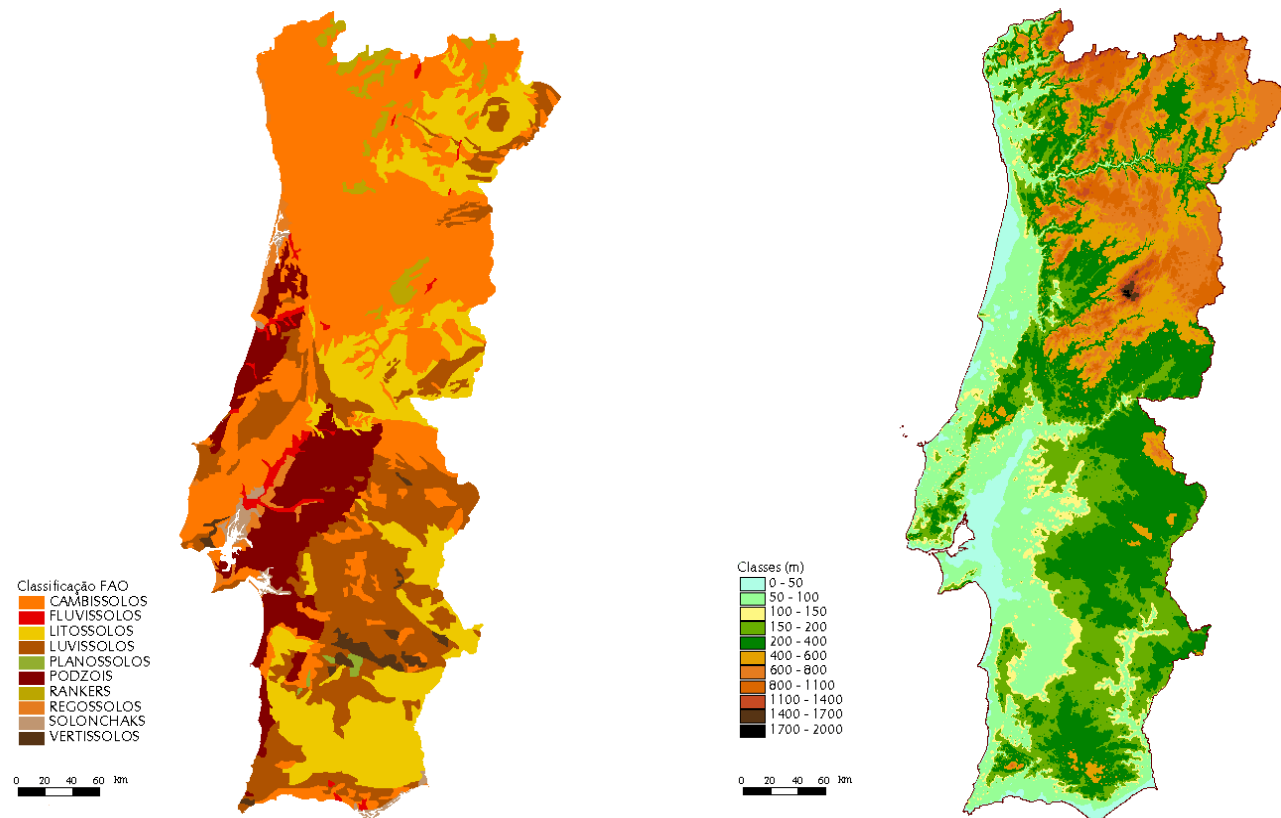 Classificação FAO
CAMBISSOLOS
FLUVISSOLOS
LITOSSOLOS
LUVISSOLOS
PLANOSSOLOS
PODZOIS
RANKERS
REGOSSOLOS
SOLONCHAKS
VERTISSOLOS
0 20 40 60 km
Classes (m)
0 - 50
50 - 100
100 - 150
150 - 200
200 - 400
400 - 600
600 - 800
800 - 1100
1100 - 1400
1400 - 1700
1700 - 2000
0 20 40 60 km